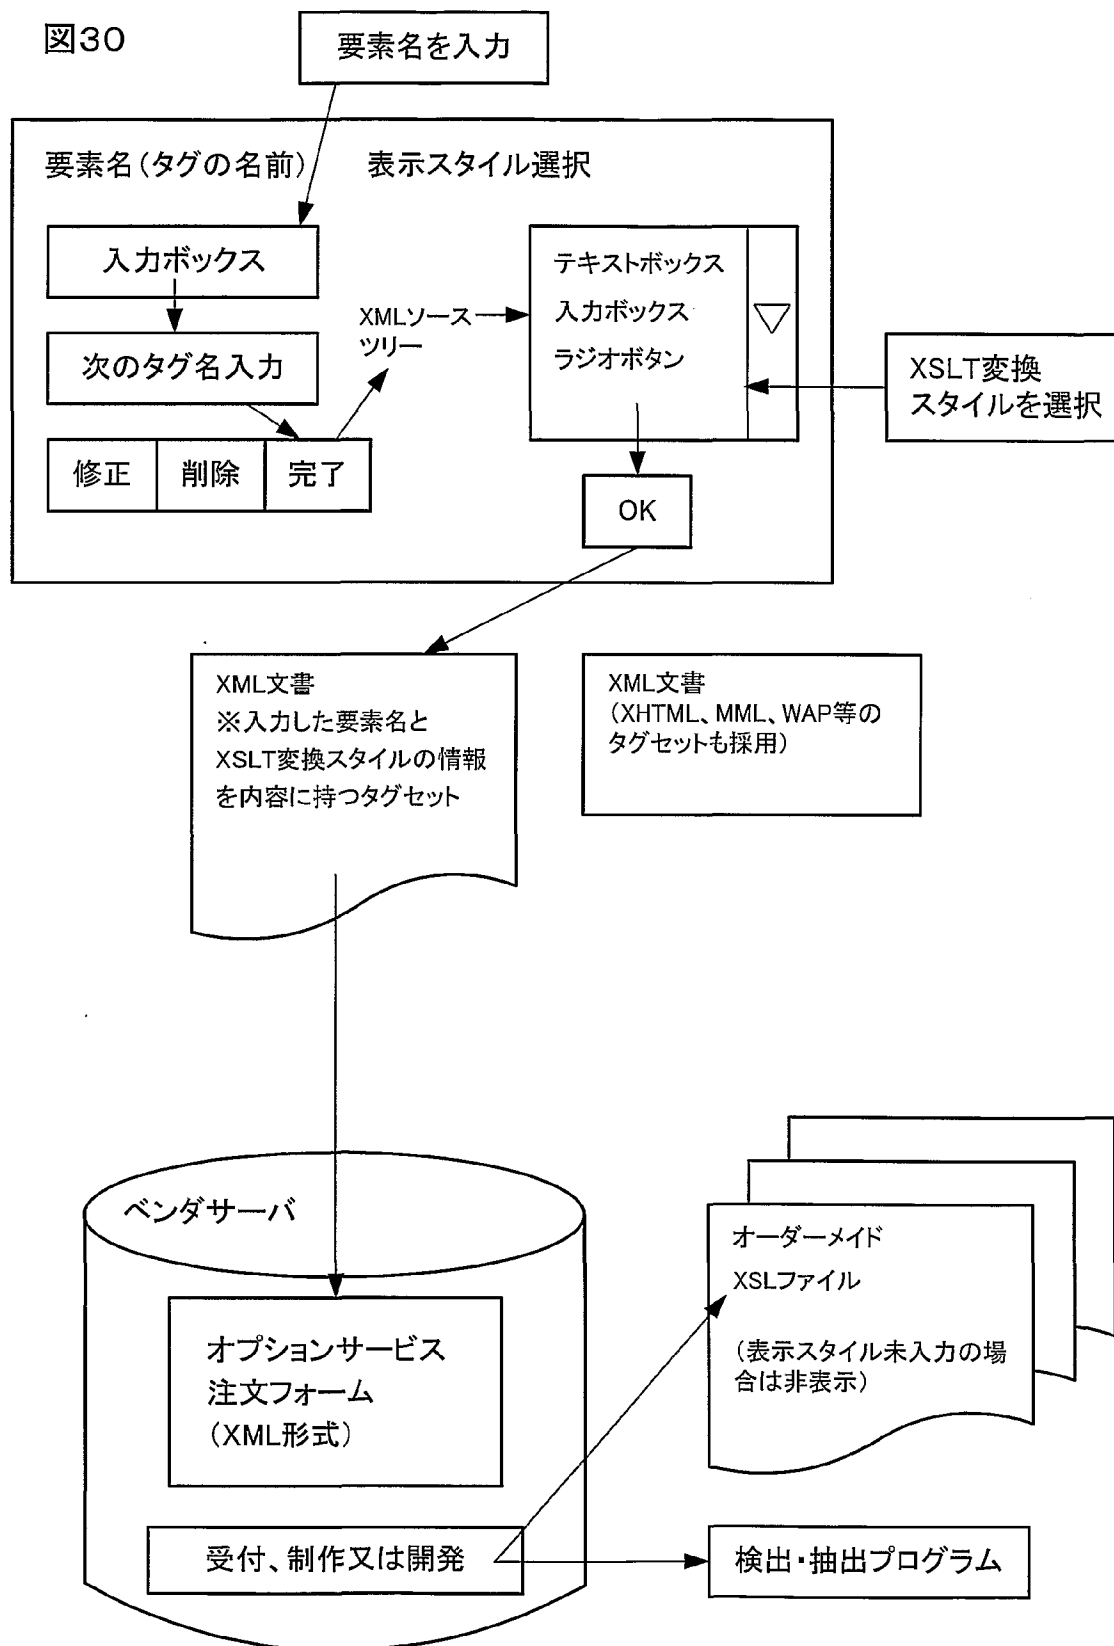 図30
要素名を入力
要素名(タグの名前)
表示スタイル選択
入力ボックス
次のタグ名入力
修正
削除
完了
XMLソース
ツリー
テキストボックス
入力ボックス
ラジオボタン
▽
XSLT変換
スタイルを選択
OK
XML文書
※入力した要素名と
XSLT変換スタイルの情報
を内容に持つタグセット
XML文書
(XHTML、MML、WAP等の
タグセットも採用)
ベンダサーバ
オプションサービス
注文フォーム
(XML形式)
受付、制作又は開発
オーダーメイド
XSLファイル
(表示スタイル未入力の場
合は非表示)
検出・抽出プログラム